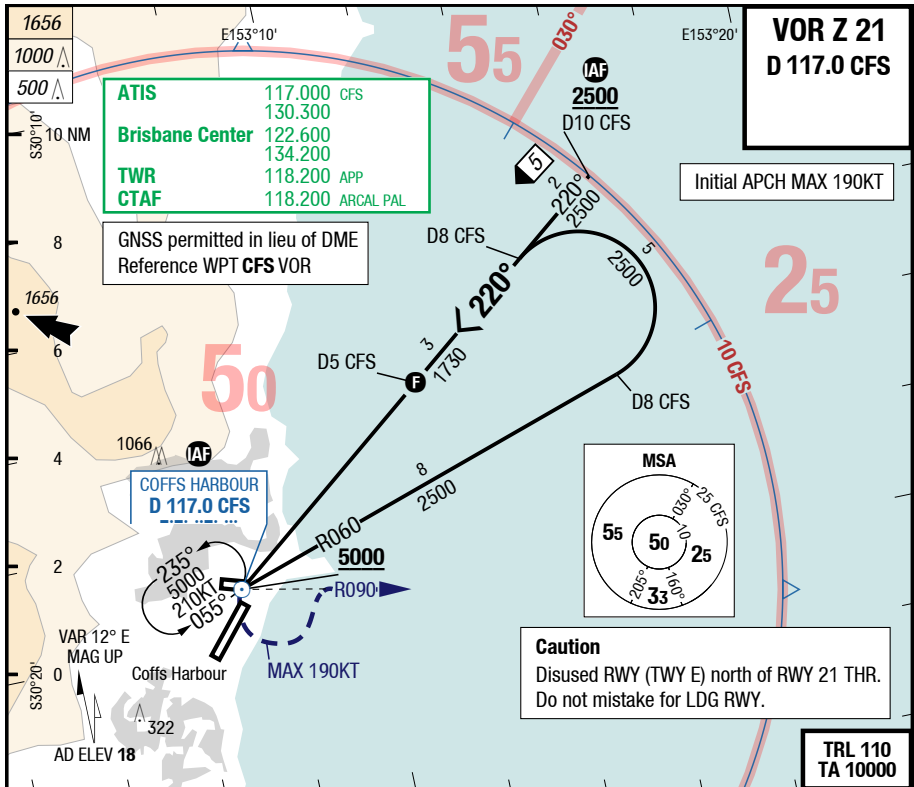 1656
1000
500
E153°10'
55
030°
E153°20'
VOR Z 21
D 117.0 CFS
IAF
2500
D10 CFS
ATIS 117.000 CFS
130.300
Brisbane Center 122.600
134.200
TWR 118.200 APP
CTAF 118.200 ARCAL PAL
S30°10'
10 NM
5
2
220°
2500
Initial APCH MAX 190KT
GNSS permitted in lieu of DME
Reference WPT CFS VOR
8
D8 CFS
5
2500
220°
25
1656
6
3
1730
D5 CFS
F
50
10 CFS
D8 CFS
1066
IAF
4
COFFS HARBOUR
D 117.0 CFS
8
2500
R060
MSA
030°
25 CFS
55
50
10
25
205°
33
160°
5000
2
235°
5000
210KT
055°
R090
MAX 190KT
VAR 12° E
MAG UP
Coffs Harbour
0
S30°20'
322
AD ELEV 18
Caution
Disused RWY (TWY E) north of RWY 21 THR.
Do not mistake for LDG RWY.
TRL 110
TA 10000